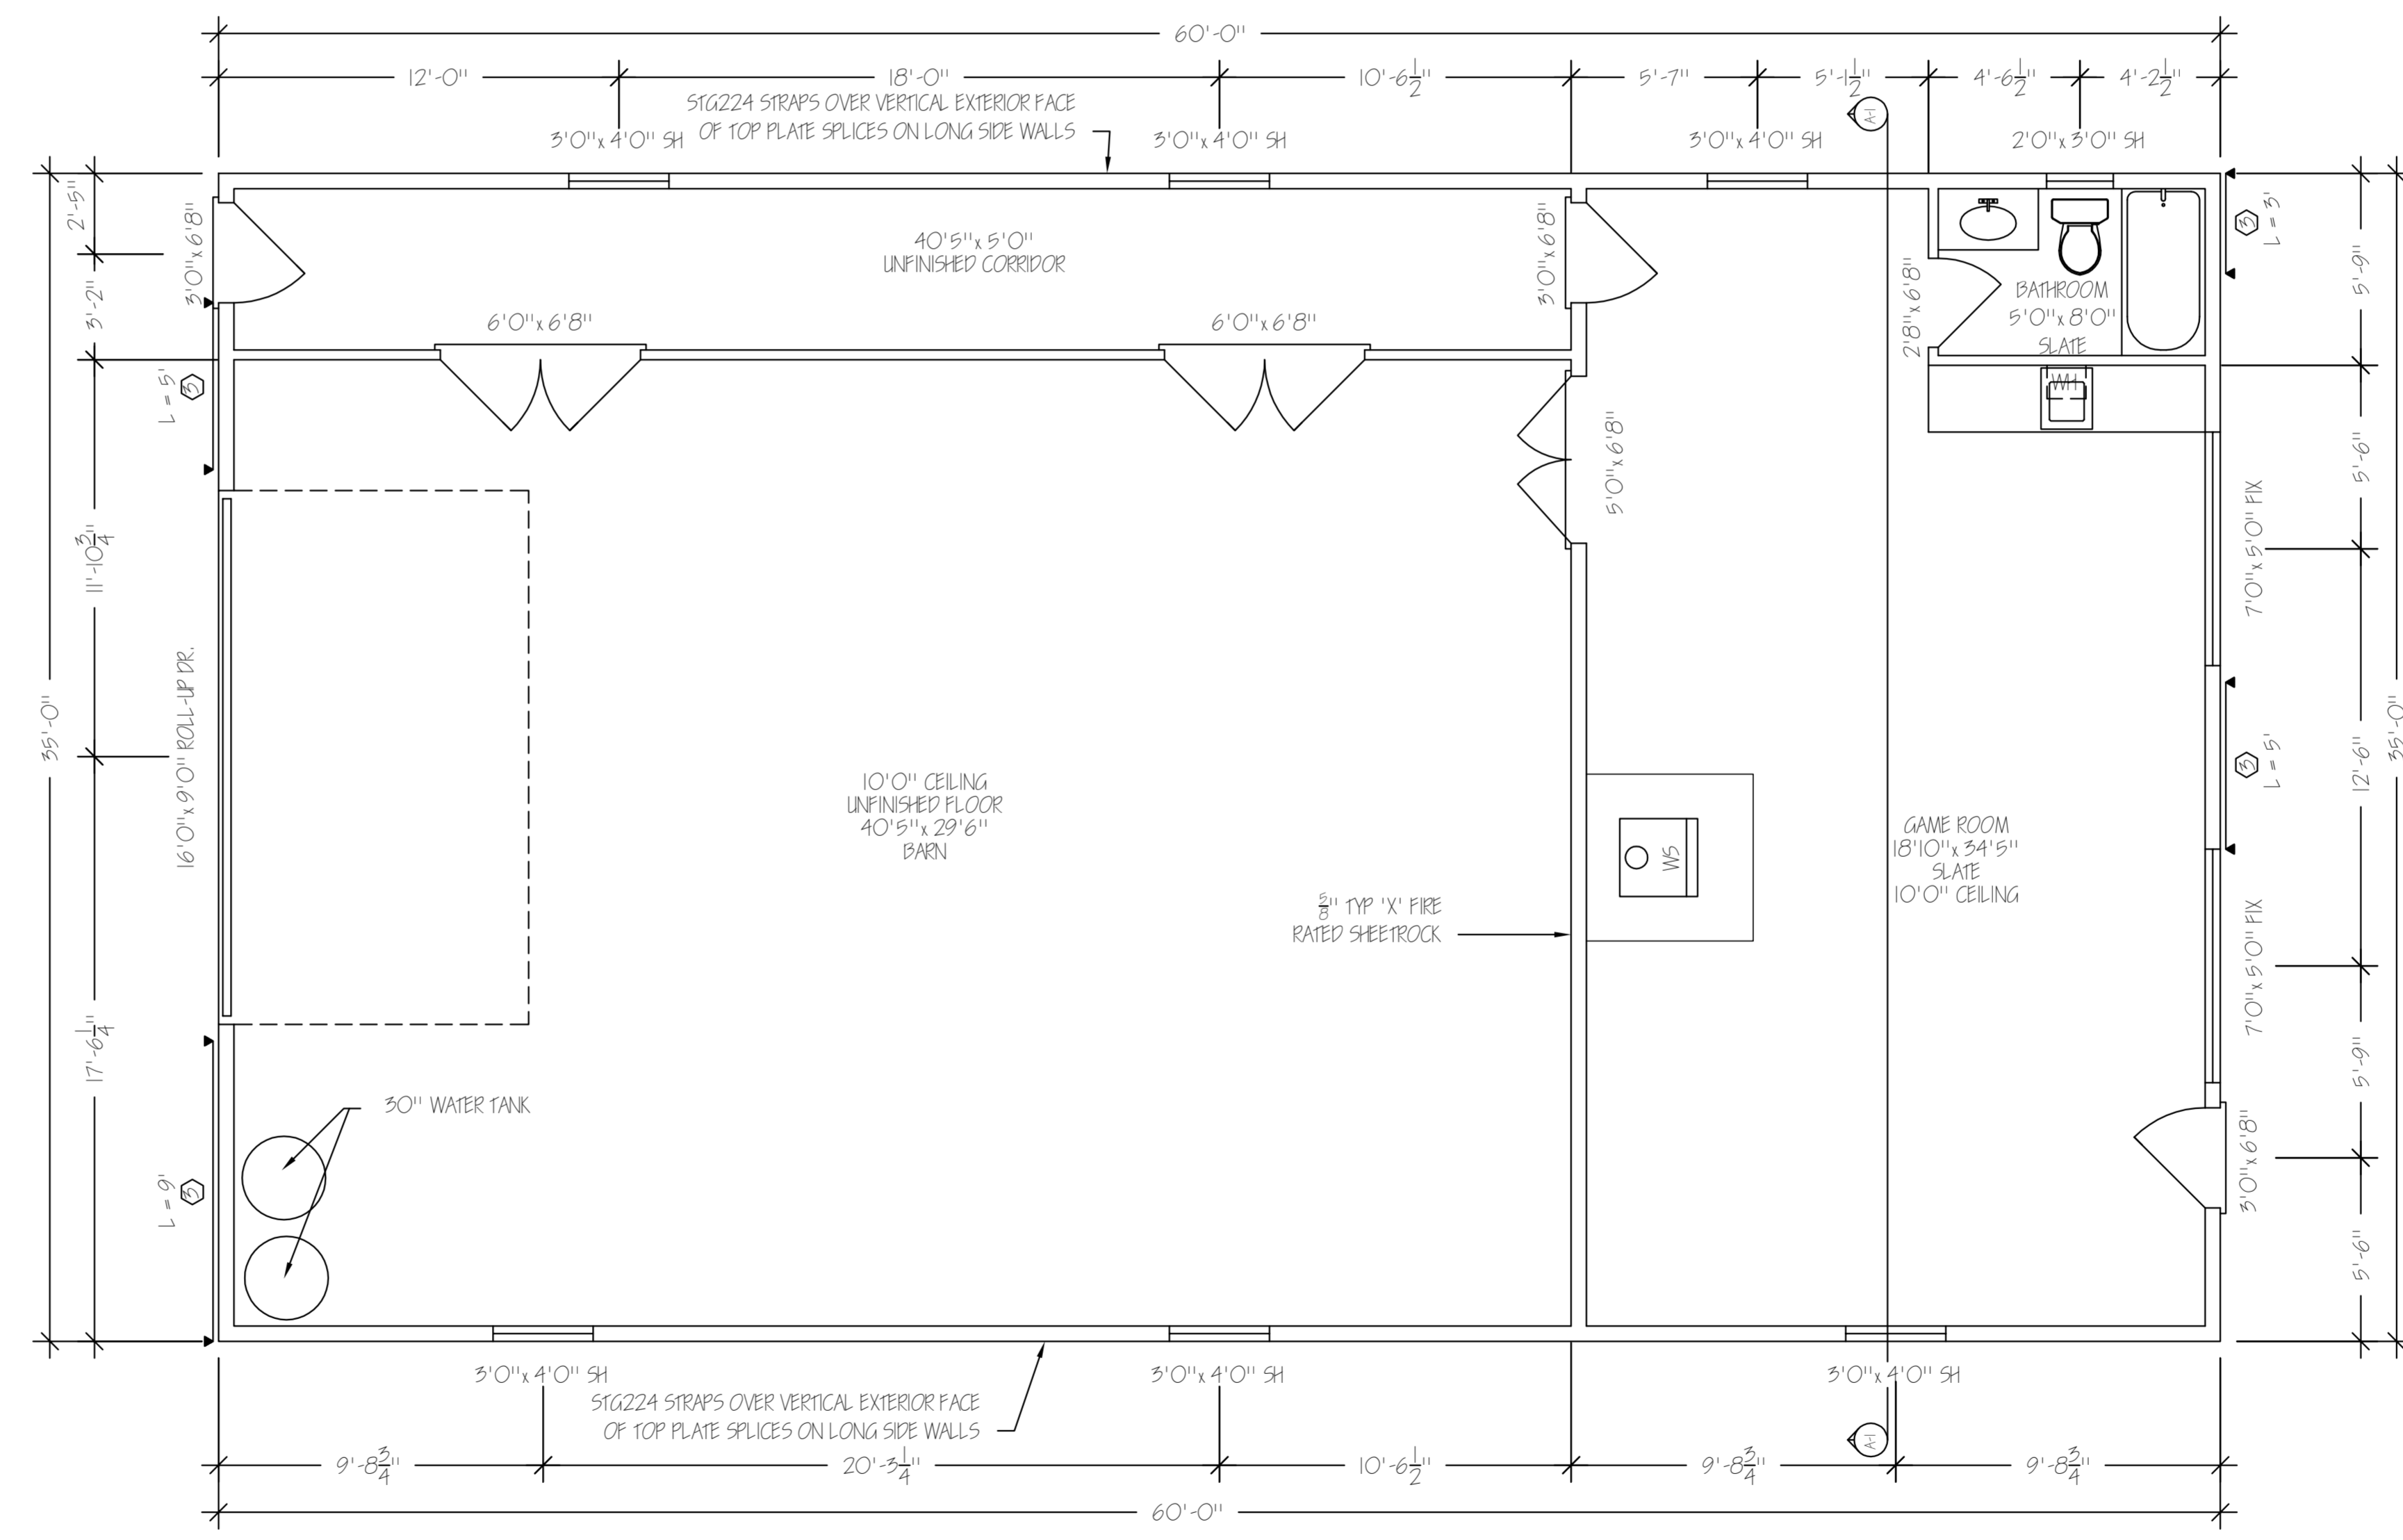 60'-0"
12'-0" 18'-0" 10'-6 1/2" 5'-7" 5'-1 1/2" 4'-6 1/2" 4'-2 1/2"
STG224 STRAPS OVER VERTICAL EXTERIOR FACE
OF TOP PLATE SPLICES ON LONG SIDE WALLS
A-1
3'0"x 4'0" SH
3'0"x 4'0" SH
3'0"x 4'0" SH
2'0"x 3'0" SH
2'-5"
3'-2"
11'-10 3/4"
17'-6 1/4"
35'-0"
3'0"x 6'8"
L = 5'
3
16'0"x 9'0" ROLL-UP DR.
L = 9'
3
40'5"x 5'0"
UNFINISHED CORRIDOR
6'0"x 6'8"
6'0"x 6'8"
3'0"x 6'8"
5'0"x 6'8"
2'8"x 6'8"
BATHROOM
5'0"x 8'0"
SLATE
WH
10'0" CEILING
UNFINISHED FLOOR
40'5"x 29'6"
BARN
5/8" TYP 'X' FIRE
RATED SHEETROCK
WS
GAME ROOM
18'10"x 34'5"
SLATE
10'0" CEILING
30" WATER TANK
3
L = 3'
7'0"x 5'0" FIX
3
L = 5'
7'0"x 5'0" FIX
3'0"x 6'8"
5'-9"
5'-6"
12'-6"
5'-9"
5'-6"
35'-0"
3'0"x 4'0" SH
3'0"x 4'0" SH
3'0"x 4'0" SH
STG224 STRAPS OVER VERTICAL EXTERIOR FACE
OF TOP PLATE SPLICES ON LONG SIDE WALLS
A-1
9'-8 3/4" 20'-3 1/4" 10'-6 1/2" 9'-8 3/4" 9'-8 3/4"
60'-0"